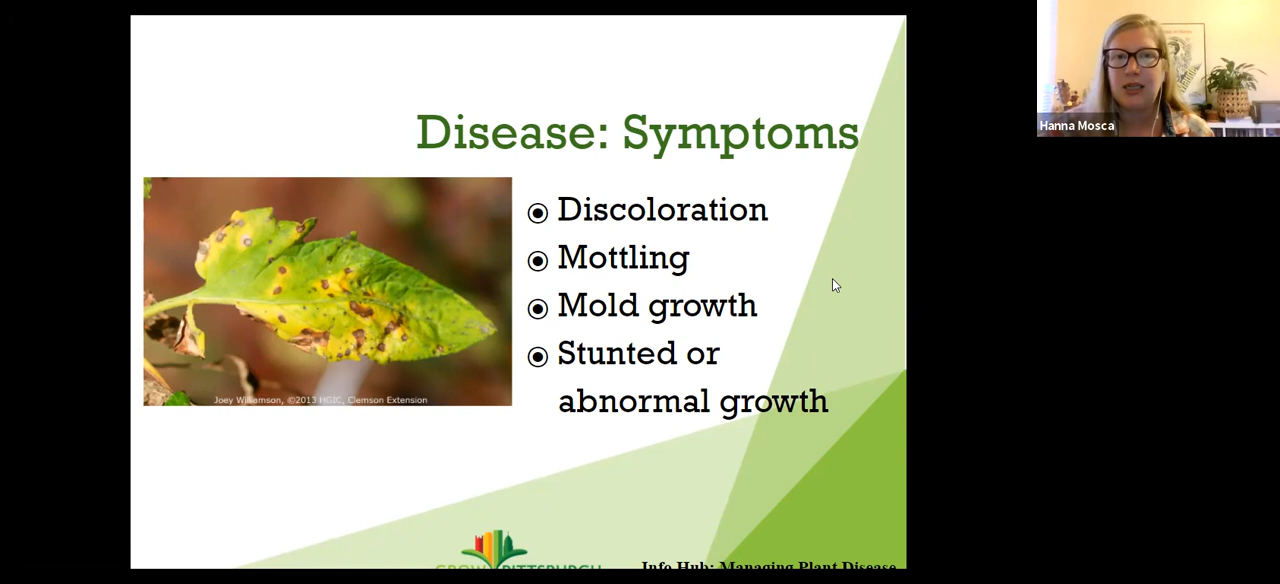 Disease: Symptoms
Discoloration
Mottling
Mold growth
Stunted or
abnormal growth
Joey Williamson, ©2013 HGIC, Clemson Extension
GROW PITTSBURGH
Info Hub: Managing Plant Disease
Hanna Mosca